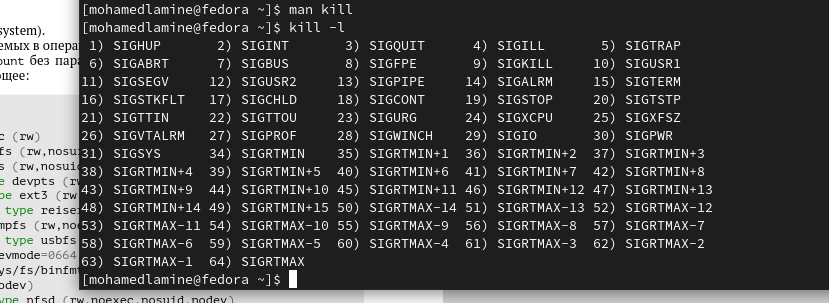 [mohamedlamine@fedora ~]$ man kill
[mohamedlamine@fedora ~]$ kill -l
 1) SIGHUP       2) SIGINT       3) SIGQUIT      4) SIGILL       5) SIGTRAP
 6) SIGABRT      7) SIGBUS       8) SIGFPE       9) SIGKILL     10) SIGUSR1
11) SIGSEGV     12) SIGUSR2     13) SIGPIPE     14) SIGALRM     15) SIGTERM
16) SIGSTKFLT   17) SIGCHLD     18) SIGCONT     19) SIGSTOP     20) SIGTSTP
21) SIGTTIN     22) SIGTTOU     23) SIGURG      24) SIGXCPU     25) SIGXFSZ
26) SIGVTALRM   27) SIGPROF     28) SIGWINCH    29) SIGIO       30) SIGPWR
31) SIGSYS      34) SIGRTMIN    35) SIGRTMIN+1  36) SIGRTMIN+2  37) SIGRTMIN+3
38) SIGRTMIN+4  39) SIGRTMIN+5  40) SIGRTMIN+6  41) SIGRTMIN+7  42) SIGRTMIN+8
43) SIGRTMIN+9  44) SIGRTMIN+10 45) SIGRTMIN+11 46) SIGRTMIN+12 47) SIGRTMIN+13
48) SIGRTMIN+14 49) SIGRTMIN+15 50) SIGRTMAX-14 51) SIGRTMAX-13 52) SIGRTMAX-12
53) SIGRTMAX-11 54) SIGRTMAX-10 55) SIGRTMAX-9  56) SIGRTMAX-8  57) SIGRTMAX-7
58) SIGRTMAX-6  59) SIGRTMAX-5  60) SIGRTMAX-4  61) SIGRTMAX-3  62) SIGRTMAX-2
63) SIGRTMAX-1  64) SIGRTMAX
[mohamedlamine@fedora ~]$
system).
емых в опера
ount без пара
ощее:
c (rw)
fs (rw,nosu
s (rw,nosuid
e devpts (rw
pe ext3 (rw
type reise
mpfs (rw,no
type usbfs
evmode=0664
ys/fs/binfmt
odev)
ype nfsd (rw,noexec,nosuid,nodev)